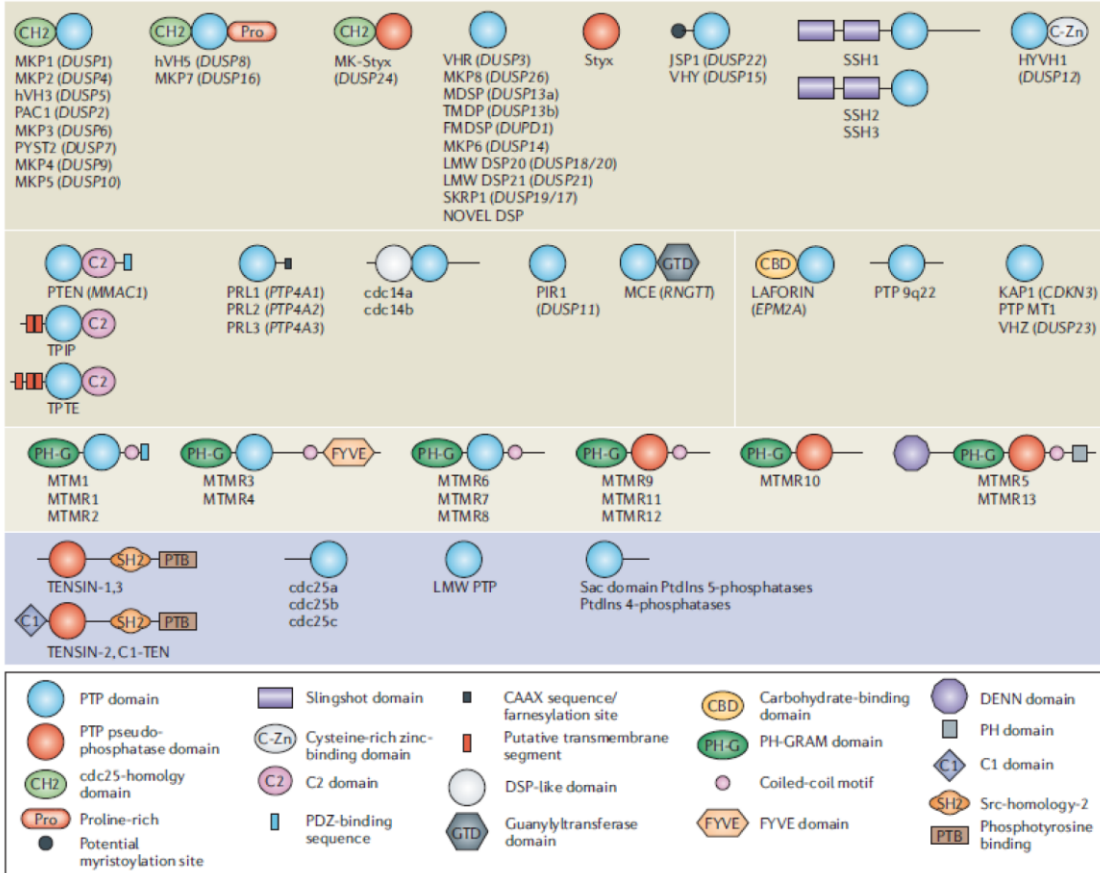 CH2
MKP1 (DUSP1)
MKP2 (DUSP4)
hVH3 (DUSP5)
PAC1 (DUSP2)
MKP3 (DUSP6)
PYST2 (DUSP7)
MKP4 (DUSP9)
MKP5 (DUSP10)
CH2 Pro
hVH5 (DUSP8)
MKP7 (DUSP16)
CH2
MK-Styx
(DUSP24)
VHR (DUSP3)
MKP8 (DUSP26)
MDSP (DUSP13a)
TMDP (DUSP13b)
FMDSP (DUPD1)
MKP6 (DUSP14)
LMW DSP20 (DUSP18/20)
LMW DSP21 (DUSP21)
SKRP1 (DUSP19/17)
NOVEL DSP
Styx
JSP1 (DUSP22)
VHY (DUSP15)
SSH1
SSH2
SSH3
C-Zn
HYVH1
(DUSP12)
C2
PTEN (MMAC1)
C2
TPIP
C2
TPTE
PRL1 (PTP4A1)
PRL2 (PTP4A2)
PRL3 (PTP4A3)
cdc14a
cdc14b
PIR1
(DUSP11)
GTD
MCE (RNGTT)
CBD
LAFORIN
(EPM2A)
PTP 9q22
KAP1 (CDKN3)
PTP MT1
VHZ (DUSP23)
PH-G
MTM1
MTMR1
MTMR2
PH-G FYVE
MTMR3
MTMR4
PH-G
MTMR6
MTMR7
MTMR8
PH-G
MTMR9
MTMR11
MTMR12
PH-G
MTMR10
PH-G
MTMR5
MTMR13
SH2 PTB
TENSIN-1,3
C1 SH2 PTB
TENSIN-2, C1-TEN
cdc25a
cdc25b
cdc25c
LMW PTP
Sac domain PtdIns 5-phosphatases
PtdIns 4-phosphatases
PTP domain
PTP pseudo-
phosphatase domain
CH2 cdc25-homolgy
domain
Pro Proline-rich
Potential
myristoylation site
Slingshot domain
C-Zn Cysteine-rich zinc-
binding domain
C2 C2 domain
PDZ-binding
sequence
CAAX sequence/
farnesylation site
Putative transmembrane
segment
DSP-like domain
GTD Guanylyltransferase
domain
CBD Carbohydrate-binding
domain
PH-G PH-GRAM domain
Coiled-coil motif
FYVE FYVE domain
DENN domain
PH domain
C1 C1 domain
SH2 Src-homology-2
PTB Phosphotyrosine
binding